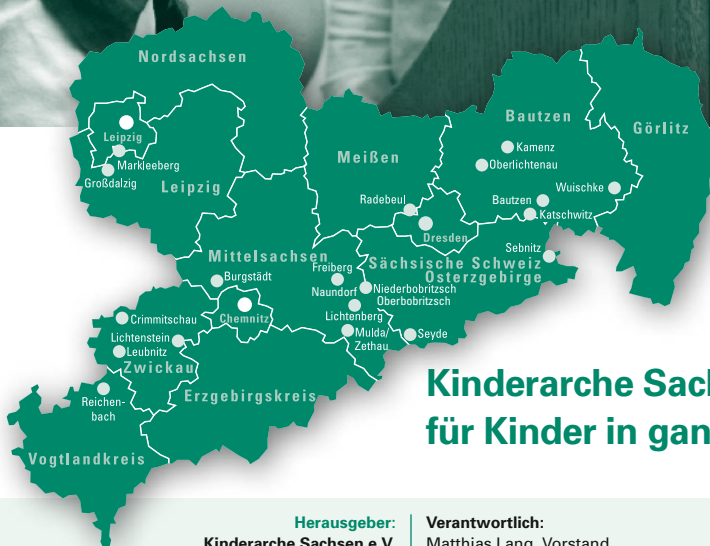 Nordsachsen
Leipzig
Markleeberg
Großdalzig
Leipzig
Meißen
Radebeul
Dresden
Bautzen
Kamenz
Oberlichtenau
Wuischke
Bautzen
Katschwitz
Görlitz
Sebnitz
Sächsische Schweiz
Osterzgebirge
Mittelsachsen
Burgstädt
Freiberg
Naundorf
Niederbobritzsch
Oberbobritzsch
Lichtenberg
Mulda/
Zethau
Seyde
Chemnitz
Crimmitschau
Lichtenstein
Leubnitz
Zwickau
Erzgebirgskreis
Reichen-
bach
Vogtlandkreis
Kinderarche Sac
für Kinder in gan
Herausgeber:
Kinderarche Sachsen e.V.
Verantwortlich:
Matthias Lang, Vorstand